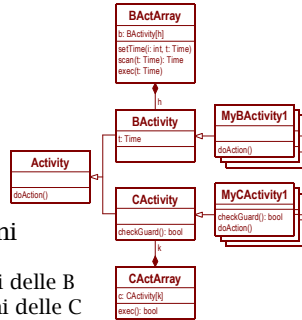 BActArray
b: BActivity[h]
setTime(i: int, t: Time)
scan(t: Time): Time
exec(t: Time)
h
BActivity
t: Time
MyBActivity1
doAction()
Activity
doAction()
CActivity
checkGuard(): bool
MyCActivity1
checkGuard(): bool
doAction()
k
CActArray
c: CActivity[k]
exec(): bool
delle B
delle C